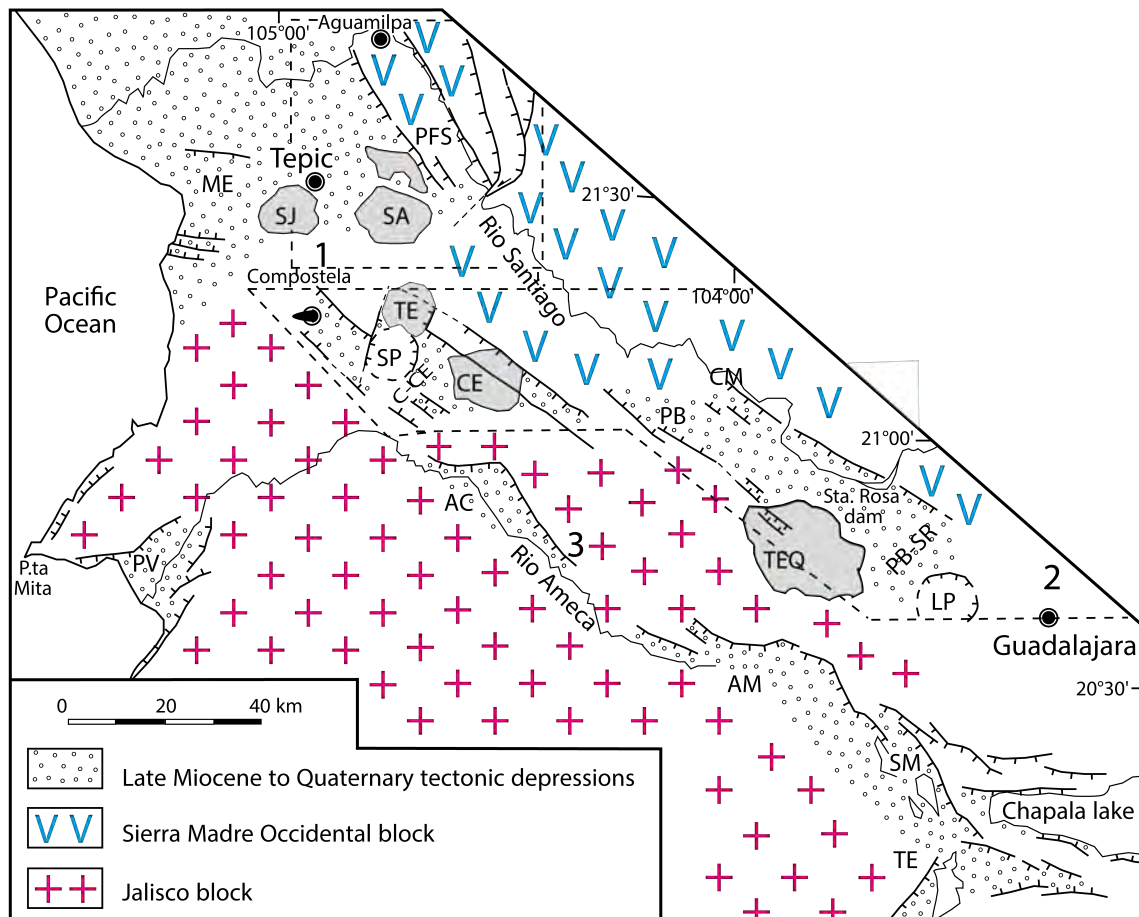 105°00'
Aguamilpa
PFS
Tepic
ME
SJ
SA
21°30'
Rio Santiago
1
Compostela
104°00'
Pacific
Ocean
TE
SP
CE
CE
CM
PB
21°00'
Sta. Rosa
dam
AC
3
TEQ
PB-SR
PV
P.ta
Mita
Rio Ameca
2
LP
Guadalajara
AM
20°30'
0 20 40 km
SM
Late Miocene to Quaternary tectonic depressions
Chapala lake
Sierra Madre Occidental block
TE
Jalisco block